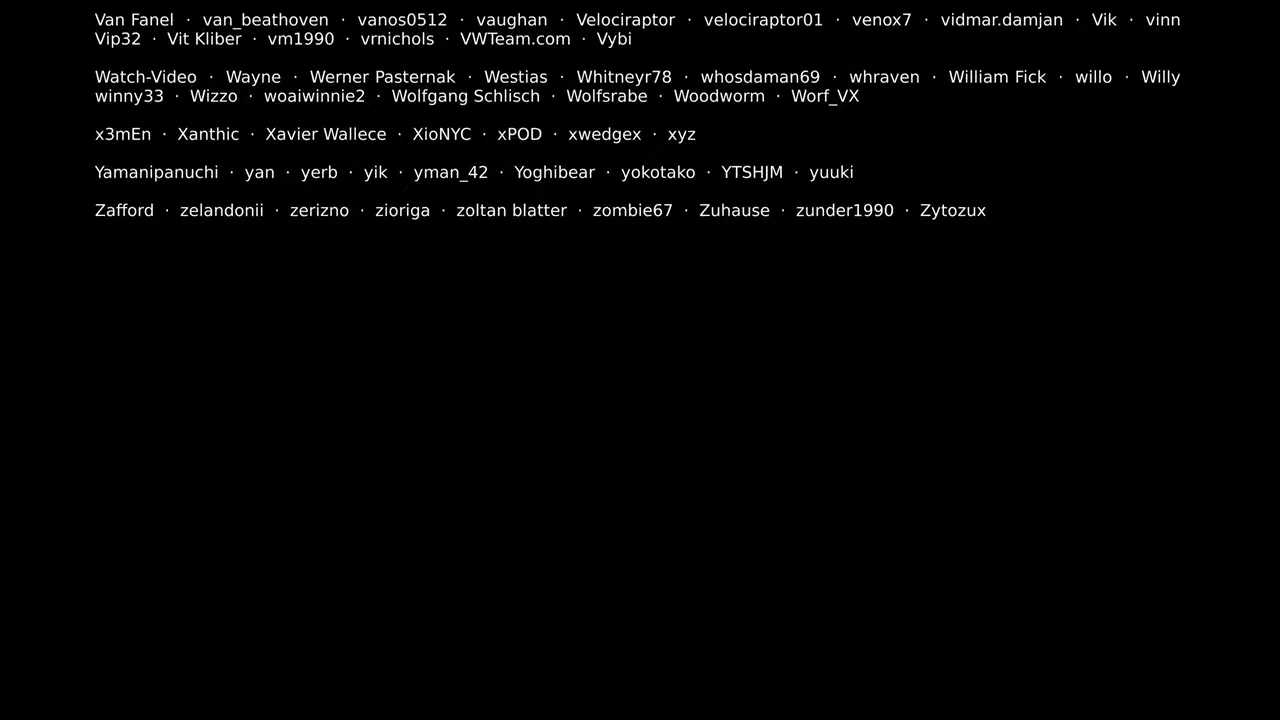 Van Fanel · van_beathoven · vanos0512 · vaughan · Velociraptor · velociraptor01 · venox7 · vidmar.damjan · Vik · vinn
Vip32 · Vit Kliber · vm1990 · vrnichols · VWTeam.com · Vybi
Watch-Video · Wayne · Werner Pasternak · Westias · Whitneyr78 · whosdaman69 · whraven · William Fick · willo · Willy
winny33 · Wizzo · woaiwinnie2 · Wolfgang Schlisch · Wolfsrabe · Woodworm · Worf_VX
x3mEn · Xanthic · Xavier Wallece · XioNYC · xPOD · xwedgex · xyz
Yamanipanuchi · yan · yerb · yik · yman_42 · Yoghibear · yokotako · YTSHJM · yuuki
Zafford · zelandonii · zerizno · zioriga · zoltan blatter · zombie67 · Zuhause · zunder1990 · Zytozux